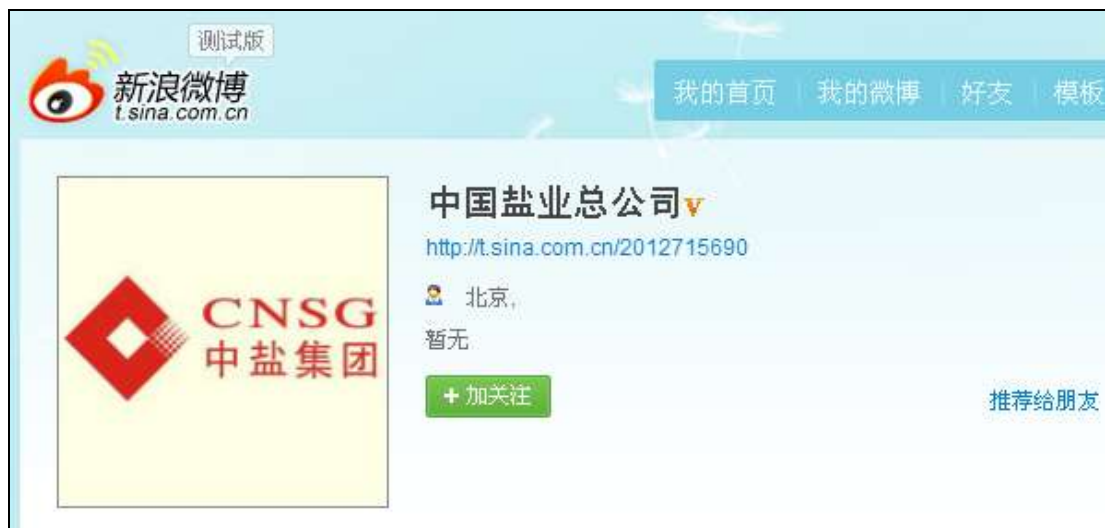 测试版
新浪微博
t.sina.com.cn
我的首页 我的微博 好友 模板
中国盐业总公司V
http://t.sina.com.cn/2012715690
北京,
暂无
CNSG
中盐集团
+加关注
推荐给朋友